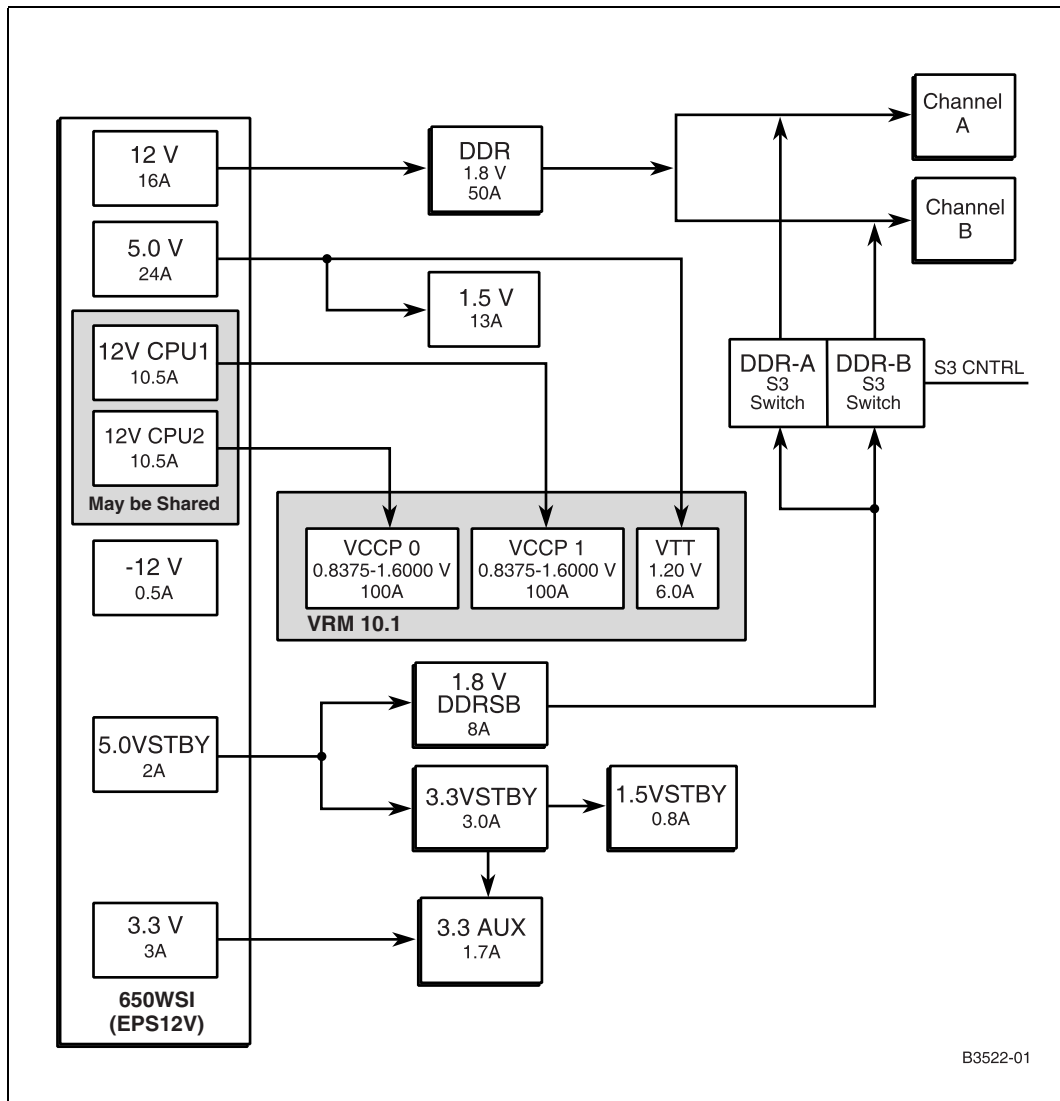 12 V
16A
5.0 V
24A
12V CPU1
10.5A
12V CPU2
10.5A
May be Shared
-12 V
0.5A
5.0VSTBY
2A
3.3 V
3A
650WSI
(EPS12V)
DDR
1.8 V
50A
1.5 V
13A
VCCP 0
0.8375-1.6000 V
100A
VCCP 1
0.8375-1.6000 V
100A
VTT
1.20 V
6.0A
VRM 10.1
1.8 V
DDRSB
8A
3.3VSTBY
3.0A
1.5VSTBY
0.8A
3.3 AUX
1.7A
Channel
A
Channel
B
DDR-A
S3
Switch
DDR-B
S3
Switch
S3 CNTRL
B3522-01